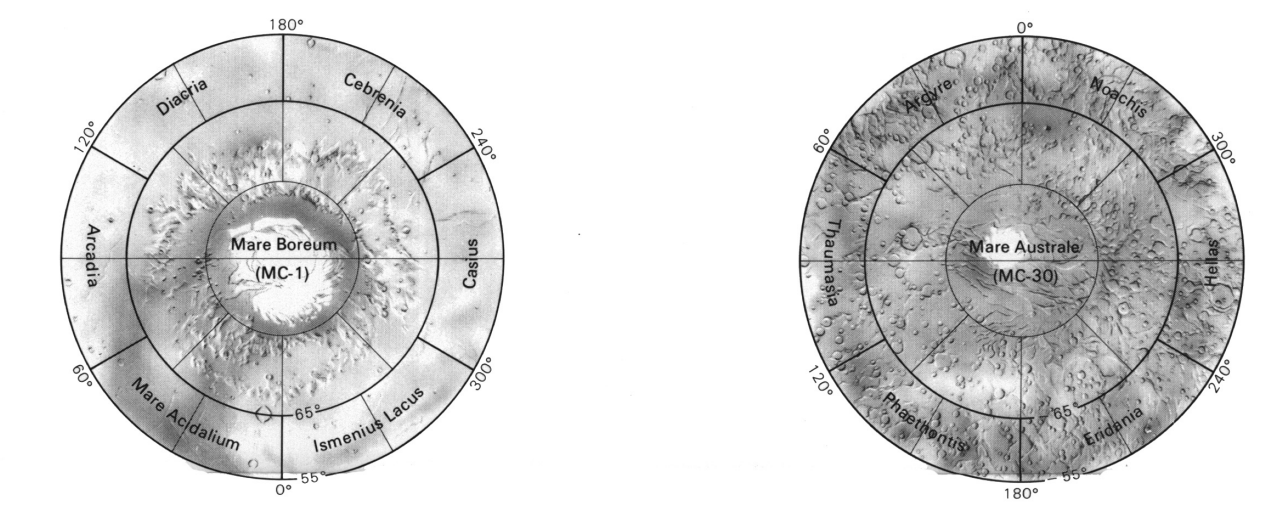 180°
Diacria
Cebrenia
120°
240°
Arcadia
Mare Boreum
(MC-1)
Casius
60°
300°
Mare Acidalium
65°
Ismenius Lacus
55°
0°
0°
Argyre
Noachis
60°
300°
Thaumasia
Mare Australe
(MC-30)
Hellas
120°
240°
Phaethontis
65°
Eridania
55°
180°